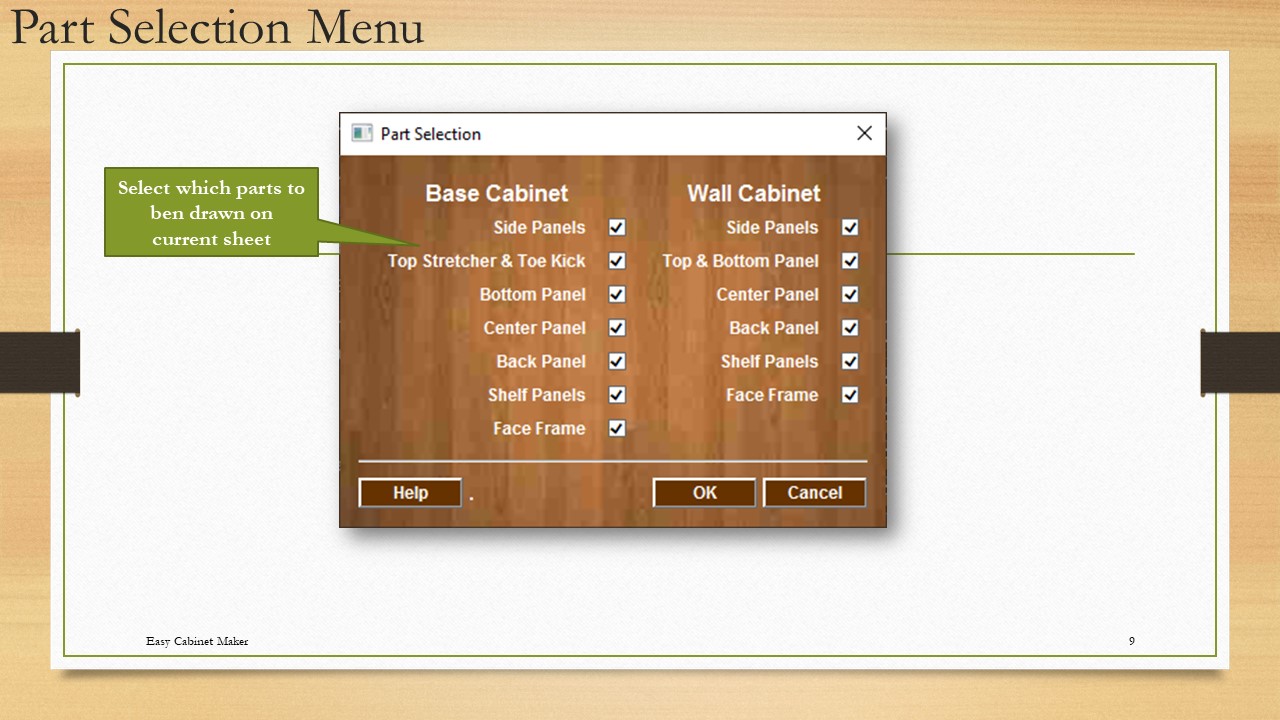 Part Selection Menu
Part Selection
Select which parts to
ben drawn on
current sheet
Base Cabinet
Side Panels
Top Stretcher & Toe Kick
Bottom Panel
Center Panel
Back Panel
Shelf Panels
Face Frame
Wall Cabinet
Side Panels
Top & Bottom Panel
Center Panel
Back Panel
Shelf Panels
Face Frame
Help .
OK
Cancel
Easy Cabinet Maker
9